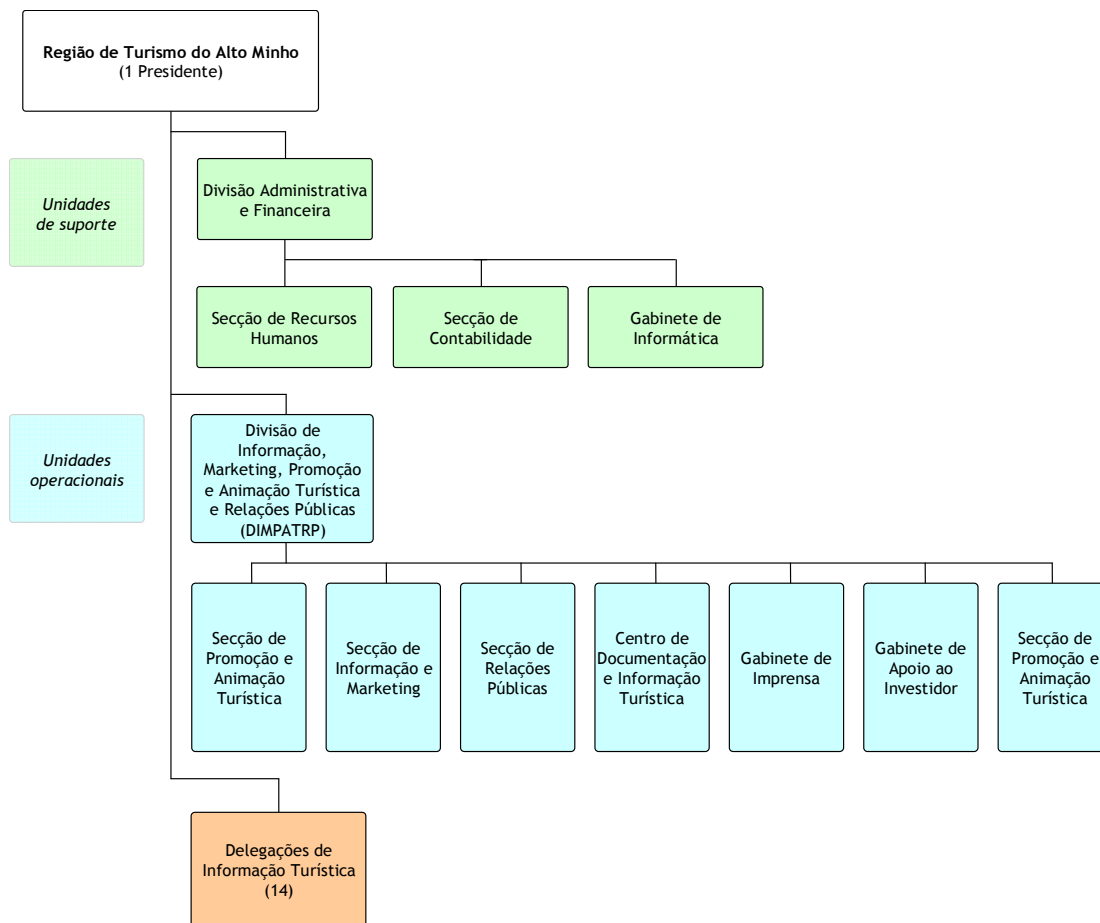 Região de Turismo do Alto Minho
(1 Presidente)
Unidades
de suporte
Divisão Administrativa
e Financeira
Secção de Recursos
Humanos
Secção de
Contabilidade
Gabinete de
Informática
Unidades
operacionais
Divisão de
Informação,
Marketing, Promoção
e Animação Turística
e Relações Públicas
(DIMPATRP)
Secção de
Promoção e
Animação
Turística
Secção de
Informação e
Marketing
Secção de
Relações
Públicas
Centro de
Documentação
e Informação
Turística
Gabinete de
Imprensa
Gabinete de
Apoio ao
Investidor
Secção de
Promoção e
Animação
Turística
Delegações de
Informação Turística
(14)